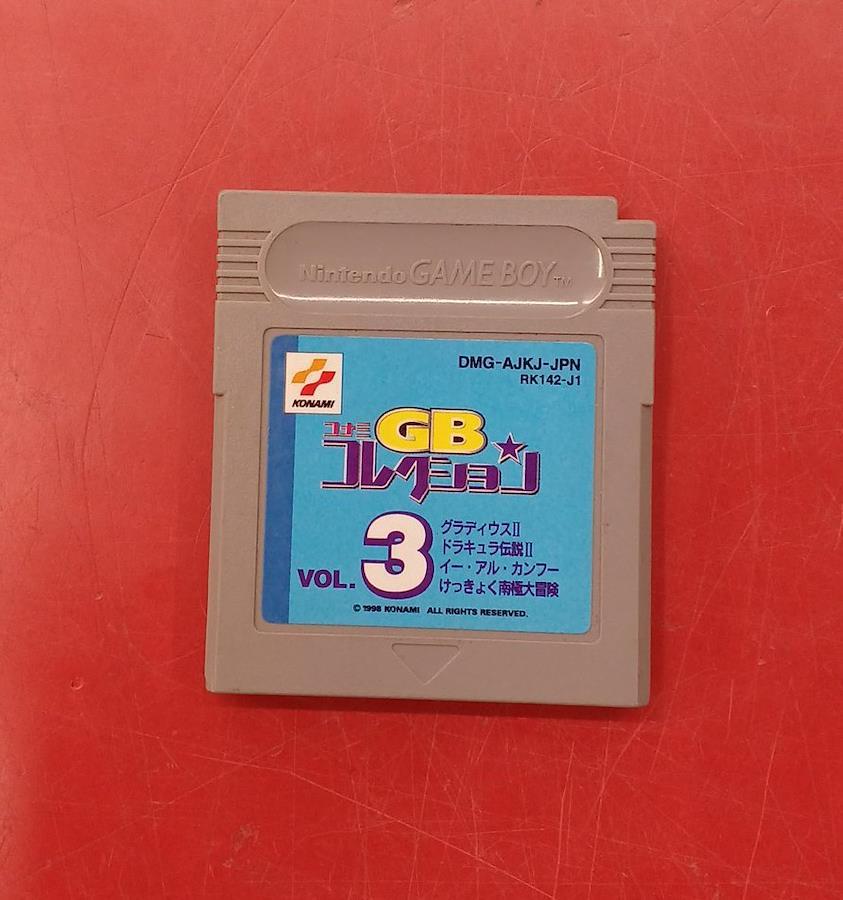 Nintendo GAME BOY TM
DMG-AJKJ-JPN
RK142-J1
KONAMI
コナミ GB
コレクション
VOL. 3
グラディウスⅡ
ドラキュラ伝説Ⅱ
イー・アル・カンフー
けっきょく南極大冒険
© 1998 KONAMI ALL RIGHTS RESERVED.